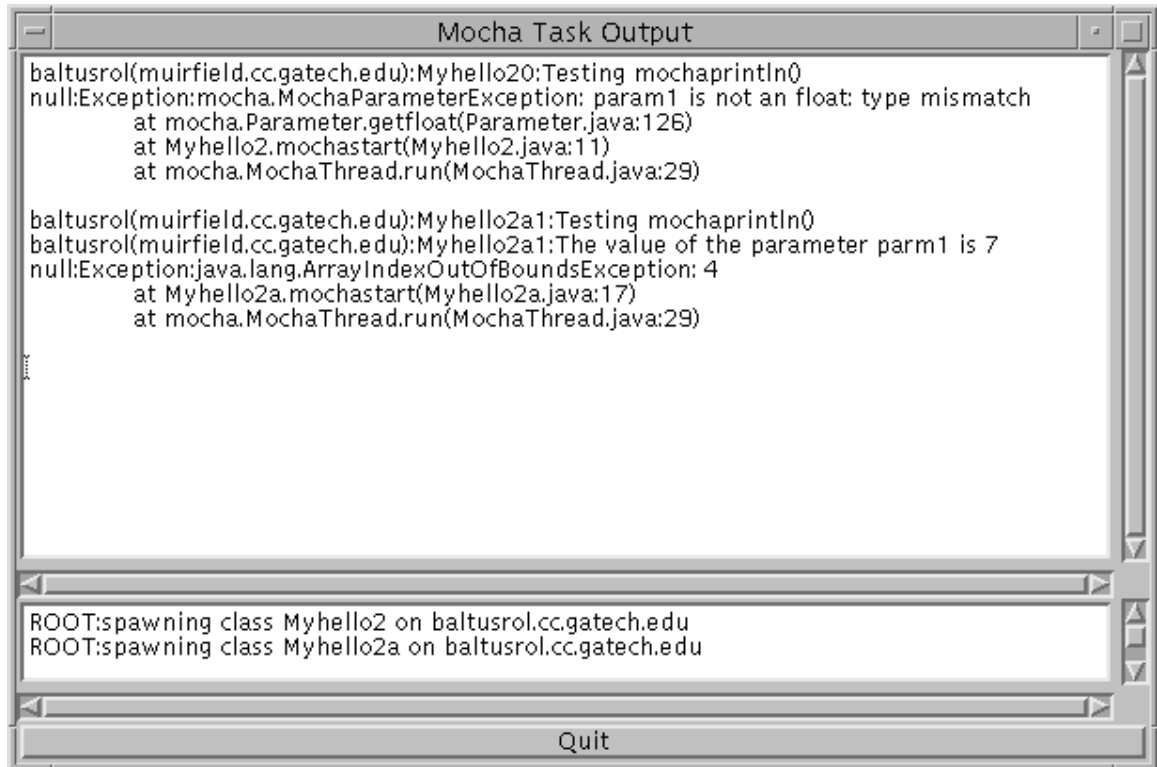 Mocha Task Output
baltusrol(muirfield.cc.gatech.edu):Myhello20:Testing mochaprintln()
null:Exception:mocha.MochaParameterException: param1 is not an float: type mismatch
at mocha.Parameter.getfloat(Parameter.java:126)
at Myhello2.mochastart(Myhello2.java:11)
at mocha.MochaThread.run(MochaThread.java:29)
baltusrol(muirfield.cc.gatech.edu):Myhello2a1:Testing mochaprintln()
baltusrol(muirfield.cc.gatech.edu):Myhello2a1:The value of the parameter parm1 is 7
null:Exception:java.lang.ArrayIndexOutOfBoundsException: 4
at Myhello2a.mochastart(Myhello2a.java:17)
at mocha.MochaThread.run(MochaThread.java:29)
ROOT:spawning class Myhello2 on baltusrol.cc.gatech.edu
ROOT:spawning class Myhello2a on baltusrol.cc.gatech.edu
Quit